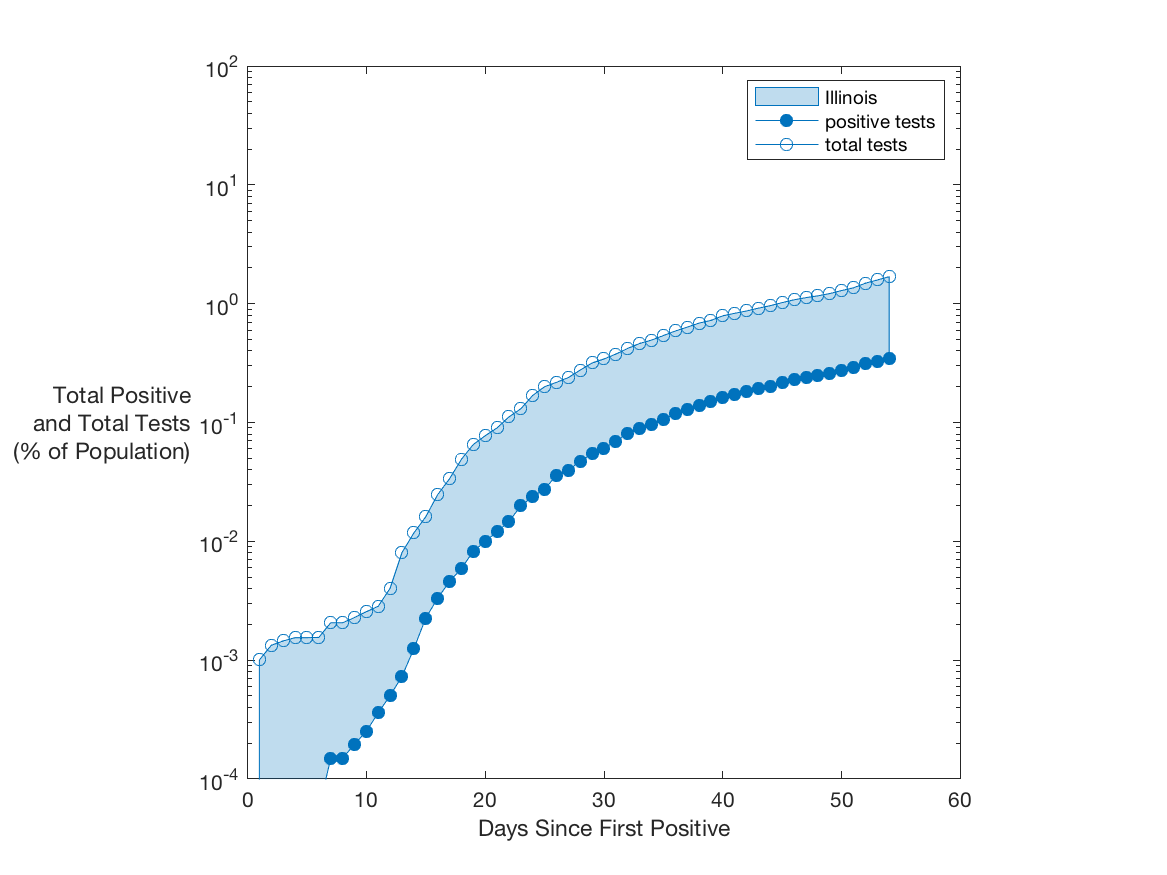 10^2
10^1
10^0
10^-1
10^-2
10^-3
10^-4
Total Positive
and Total Tests
(% of Population)
Illinois
positive tests
total tests
0 10 20 30 40 50 60
Days Since First Positive